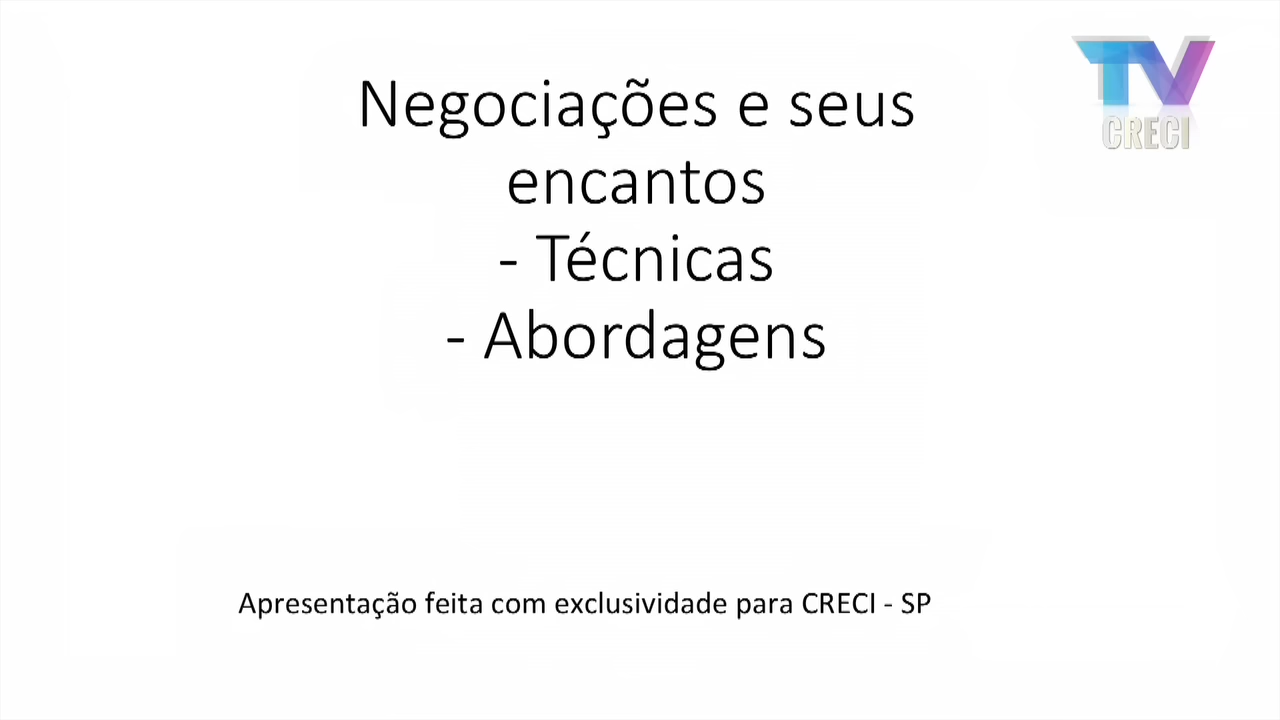 TV
CRECI
Negociações e seus
encantos
- Técnicas
- Abordagens
Apresentação feita com exclusividade para CRECI - SP